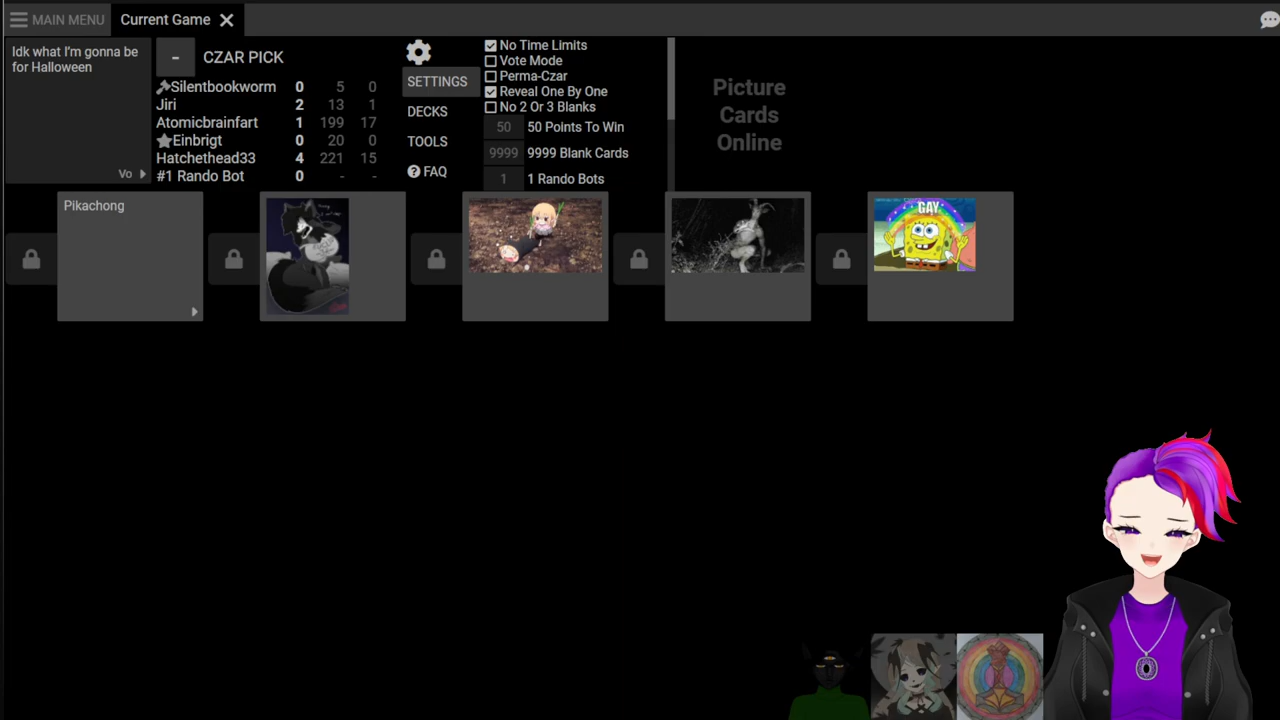 MAIN MENU
Current Game
Idk what I'm gonna be
for Halloween
Vo
-
CZAR PICK
Silentbookworm 0 5 0
Jiri 2 13 1
Atomicbrainfart 1 199 17
Einbrigt 0 20 0
Hatchethead33 4 221 15
#1 Rando Bot 0 - -
SETTINGS
DECKS
TOOLS
? FAQ
No Time Limits
Vote Mode
Perma-Czar
Reveal One By One
No 2 Or 3 Blanks
50 50 Points To Win
9999 9999 Blank Cards
1 1 Rando Bots
Picture
Cards
Online
Pikachong
GAY